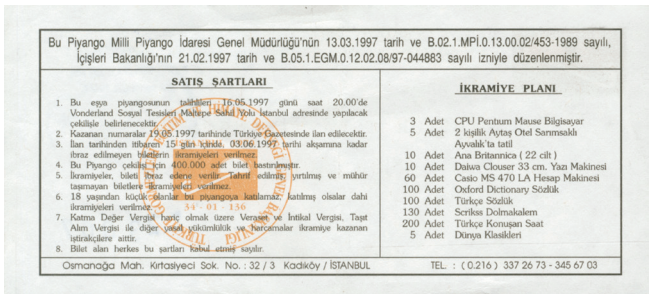 Bu Piyango Milli Piyango İdaresi Genel Müdürlüğü'nün 13.03.1997 tarih ve B.02.1.MPİ.0.13.00.02/453-1989 sayılı,
İçişleri Bakanlığı'nın 21.02.1997 tarih ve B.05.1.EGM.0.12.02.08/97-044883 sayılı izniyle düzenlenmiştir.
SATIŞ ŞARTLARI
1. Bu eşya piyangosunun talihlileri 16.05.1997 günü saat 20.00'de
Vonderland Sosyal Tesisleri Maltepe Sahil Yolu İstanbul adresinde yapılacak
çekilişle belirlenecektir.
2. Kazanan numaralar 19.05.1997 tarihinde Türkiye Gazetesinde ilan edilecektir.
3. İlan tarihinden itibaren 15 gün içinde, 03.06.1997 tarihi akşamına kadar
ibraz edilmeyen biletlerin ikramiyeleri verilmez.
4. Bu Piyango çekilişi için 400.000 adet bilet bastırılmıştır.
5. İkramiyeler, bileti ibraz edene verilir tahrif edilmiş, yırtılmış ve mühür
taşımayan biletlere ikramiyeleri verilmez.
6. 18 yaşından küçük olanlar bu piyangoya katılamaz, katılmış olsalar dahi
ikramiyeleri verilmez.
7. Katma Değer Vergisi hariç olmak üzere Veraset ve İntikal Vergisi, Taşıt
Alım Vergisi ile diğer yasal yükümlülük ve harcamalar ikramiye kazanan
iştirakçilere aittir.
8. Bilet alan herkes bu şartları kabul etmiş sayılır.
34 - 01 - 136
İKRAMİYE PLANI
3 Adet CPU Pentium Mause Bilgisayar
5 Adet 2 kişilik Aytaş Otel Sarımsaklı
Ayvalık'ta tatil
10 Adet Ana Britannica ( 22 cilt )
10 Adet Daiwa Clouser 33 cm. Yazı Makinesi
60 Adet Casio MS 470 LA Hesap Makinesi
100 Adet Oxford Dictionary Sözlük
100 Adet Türkçe Sözlük
130 Adet Scrikss Dolmakalem
200 Adet Türkçe Konuşan Saat
5 Adet Dünya Klasikleri
Osmanağa Mah. Kırtasiyeci Sok. No. : 32 / 3 Kadıköy / İSTANBUL
TEL. : ( 0.216 ) 337 26 73 - 345 67 03